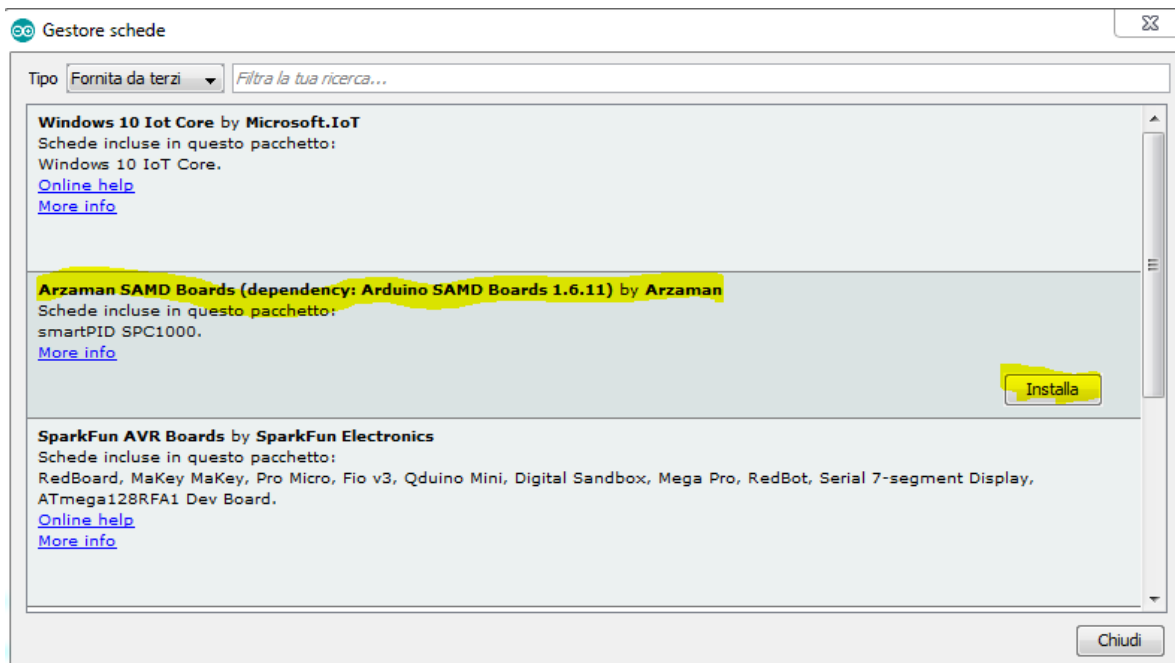 Gestore schede
Tipo Fornita da terzi Filtra la tua ricerca...
Windows 10 Iot Core by Microsoft.IoT
Schede incluse in questo pacchetto:
Windows 10 IoT Core.
Online help
More info
Arzaman SAMD Boards (dependency: Arduino SAMD Boards 1.6.11) by Arzaman
Schede incluse in questo pacchetto:
smartPID SPC1000.
More info
Installa
SparkFun AVR Boards by SparkFun Electronics
Schede incluse in questo pacchetto:
RedBoard, MaKey MaKey, Pro Micro, Fio v3, Qduino Mini, Digital Sandbox, Mega Pro, RedBot, Serial 7-segment Display,
ATmega128RFA1 Dev Board.
Online help
More info
Chiudi